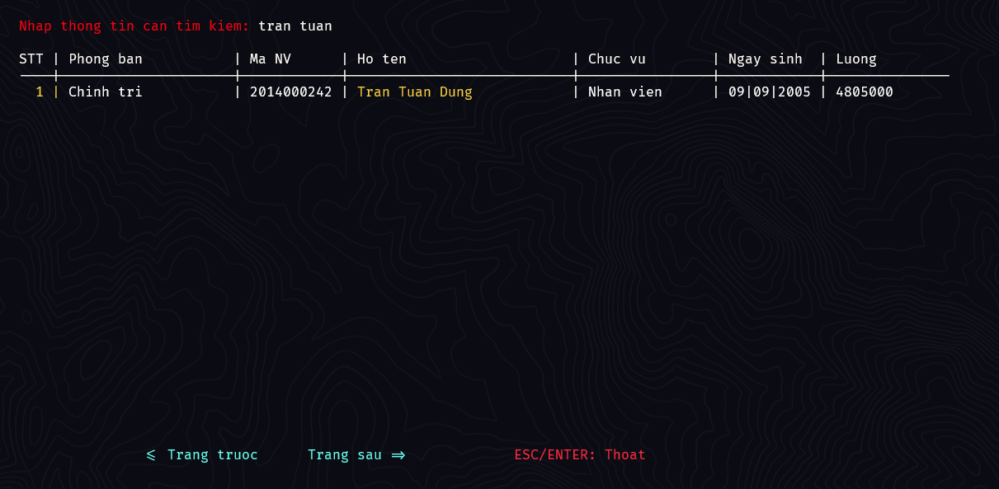 Nhap thong tin can tim kiem: tran tuan
STT | Phong ban | Ma NV | Ho ten | Chuc vu | Ngay sinh | Luong
1 | Chinh tri | 2014000242 | Tran Tuan Dung | Nhan vien | 09|09|2005 | 4805000
<= Trang truoc Trang sau => ESC/ENTER: Thoat